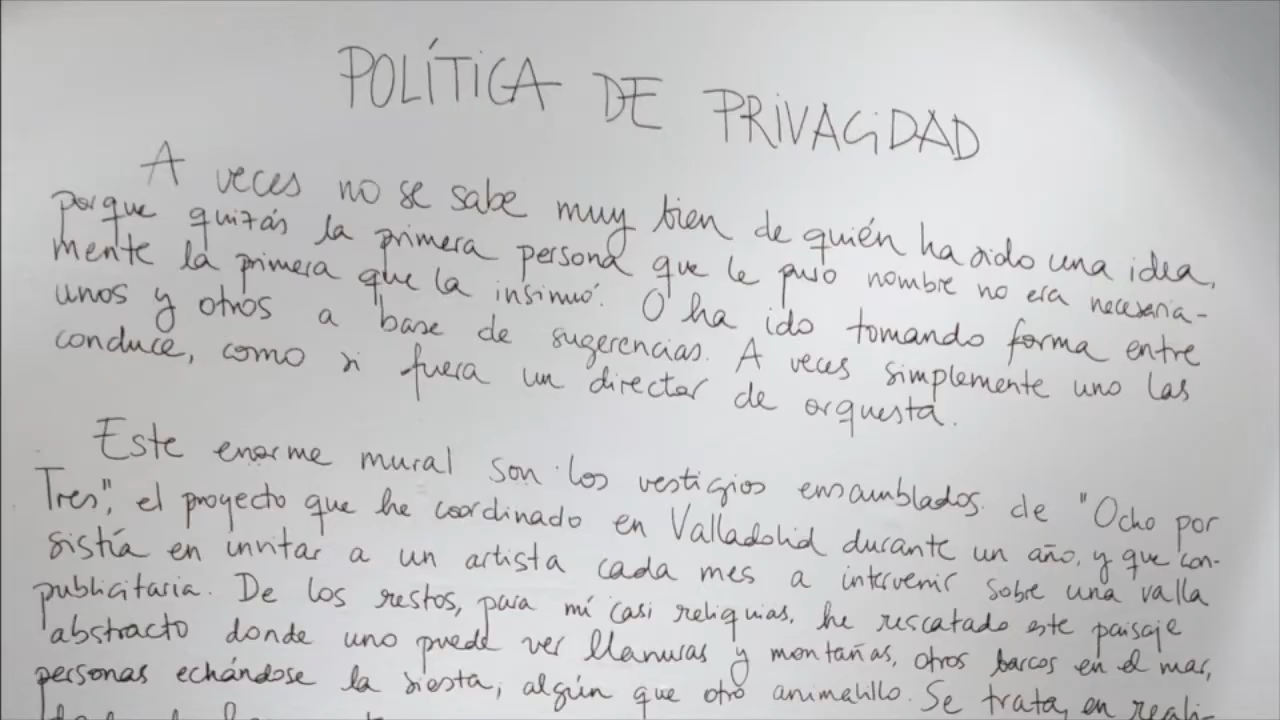 POLÍTICA DE PRIVACIDAD
A veces no se sabe muy bien de quién ha sido una idea,
porque quizás la primera persona que le puso nombre no era necesaria-
mente la primera que la insinuó. O ha ido tomando forma entre
unos y otros a base de sugerencias. A veces simplemente uno las
conduce, como si fuera un director de orquesta.
Este enorme mural son los vestigios ensamblados de "Ocho por
Tres", el proyecto que he coordinado en Valladolid durante un año, y que con-
sistía en invitar a un artista cada mes a intervenir sobre una valla
publicitaria. De los restos, para mí casi reliquias, he rescatado este paisaje
abstracto donde uno puede ver llanuras y montañas, otros barcos en el mar,
personas echándose la siesta, algún que otro animalillo. Se trata, en reali-